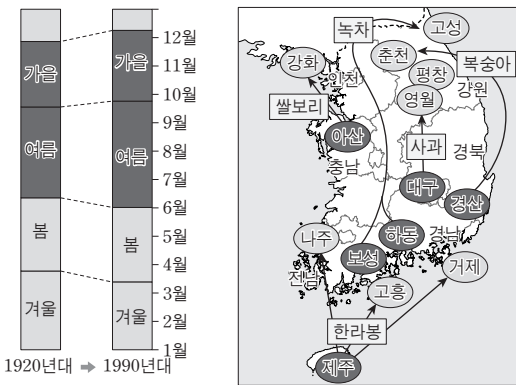 가을
여름
봄
겨울
가을
여름
봄
겨울
12월
11월
10월
9월
8월
7월
6월
5월
4월
3월
2월
1월
1920년대 ➡ 1990년대
녹차
고성
강화
춘천
복숭아
인천
평창
강원
영월
쌀보리
아산
사과
경북
충남
대구
경산
나주
하동
경남
보성
거제
전남
고흥
한라봉
제주